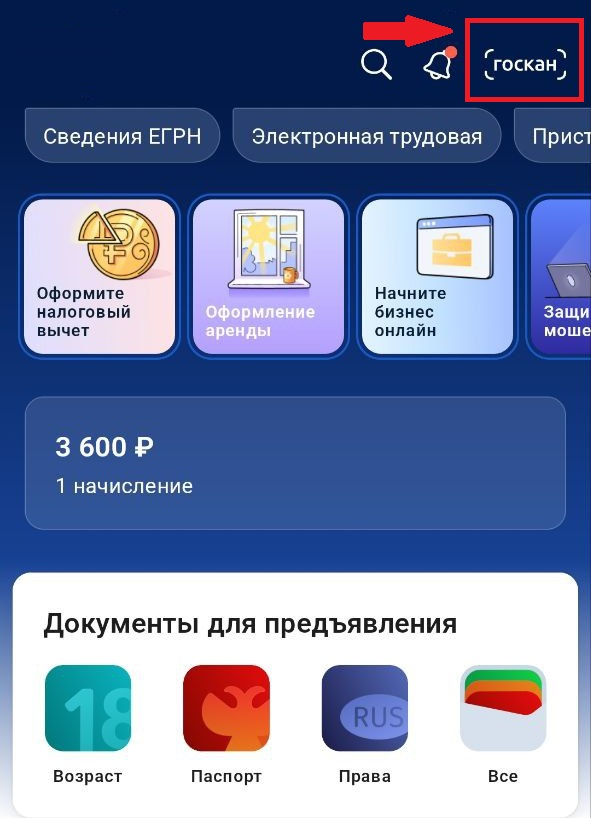 госкан
Сведения ЕГРН
Электронная трудовая
Прист
Оформите
налоговый
вычет
Оформление
аренды
Начните
бизнес
онлайн
Защи
моше
3 600 ₽
1 начисление
Документы для предъявления
18
RUS
Возраст
Паспорт
Права
Все